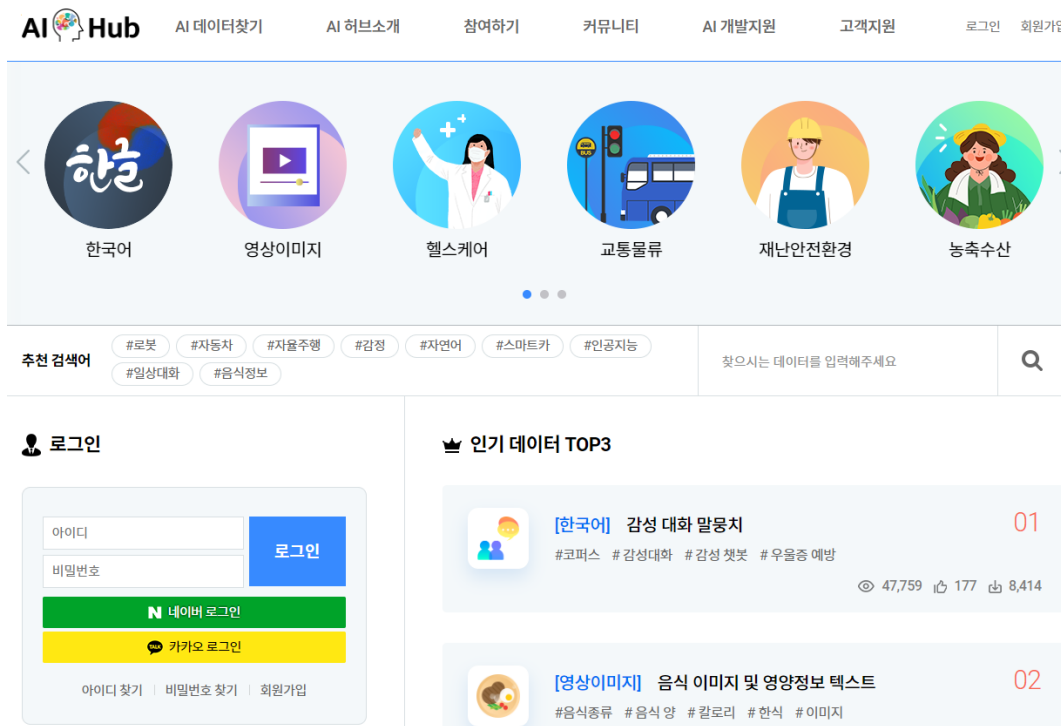 AI Hub
AI 데이터찾기 AI 허브소개 참여하기 커뮤니티 AI 개발지원 고객지원 로그인 회원가입
한글
BUS
한국어 영상이미지 헬스케어 교통물류 재난안전환경 농축수산
추천 검색어
#로봇 #자동차 #자율주행 #감정 #자연어 #스마트카 #인공지능
#일상대화 #음식정보
찾으시는 데이터를 입력해주세요
로그인
아이디
비밀번호
로그인
N 네이버 로그인
TALK 카카오 로그인
아이디 찾기 비밀번호 찾기 회원가입
인기 데이터 TOP3
[한국어] 감성 대화 말뭉치 01
#코퍼스 # 감성대화 # 감성 챗봇 # 우울증 예방
47,759 177 8,414
[영상이미지] 음식 이미지 및 영양정보 텍스트 02
#음식종류 # 음식 양 # 칼로리 # 한식 # 이미지